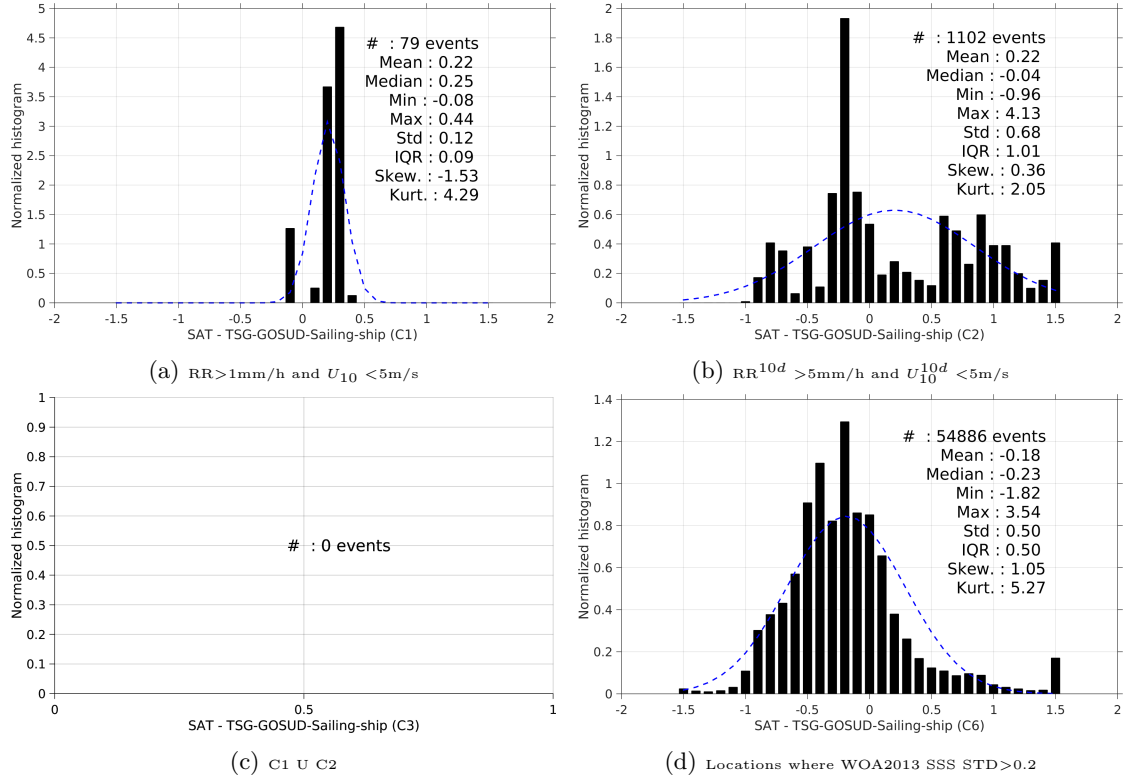 5
4.5
4
3.5
3
2.5
2
1.5
1
0.5
0
Normalized histogram
# : 79 events
Mean : 0.22
Median : 0.25
Min : -0.08
Max : 0.44
Std : 0.12
IQR : 0.09
Skew. : -1.53
Kurt. : 4.29
-2 -1.5 -1 -0.5 0 0.5 1 1.5 2
SAT - TSG-GOSUD-Sailing-ship (C1)
(a) RR>1mm/h and U10 <5m/s
2
1.8
1.6
1.4
1.2
1
0.8
0.6
0.4
0.2
0
Normalized histogram
# : 1102 events
Mean : 0.22
Median : -0.04
Min : -0.96
Max : 4.13
Std : 0.68
IQR : 1.01
Skew. : 0.36
Kurt. : 2.05
-2 -1.5 -1 -0.5 0 0.5 1 1.5 2
SAT - TSG-GOSUD-Sailing-ship (C2)
(b) RR10d >5mm/h and U10d10 <5m/s
1
0.9
0.8
0.7
0.6
0.5
0.4
0.3
0.2
0.1
0
Normalized histogram
# : 0 events
0 0.5 1
SAT - TSG-GOSUD-Sailing-ship (C3)
(c) C1 U C2
1.4
1.2
1
0.8
0.6
0.4
0.2
0
Normalized histogram
# : 54886 events
Mean : -0.18
Median : -0.23
Min : -1.82
Max : 3.54
Std : 0.50
IQR : 0.50
Skew. : 1.05
Kurt. : 5.27
-2 -1.5 -1 -0.5 0 0.5 1 1.5 2
SAT - TSG-GOSUD-Sailing-ship (C6)
(d) Locations where WOA2013 SSS STD>0.2